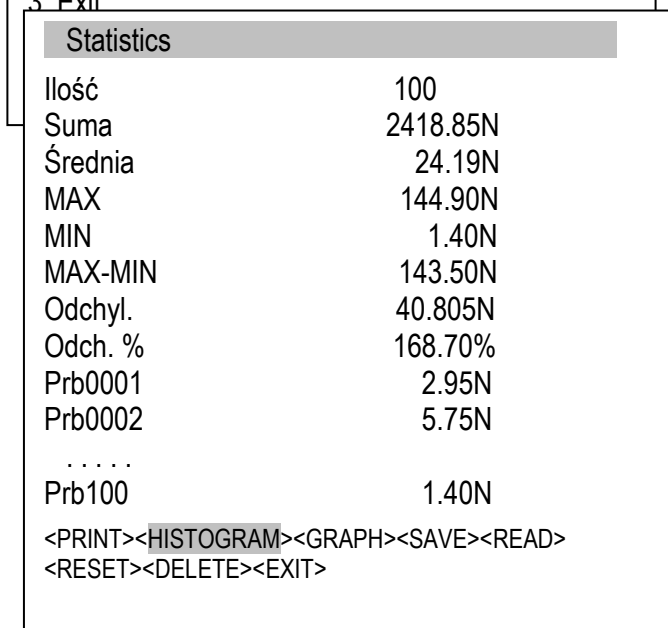 3. Exit
Statistics
Ilość 100
Suma 2418.85N
Średnia 24.19N
MAX 144.90N
MIN 1.40N
MAX-MIN 143.50N
Odchyl. 40.805N
Odch. % 168.70%
Prb0001 2.95N
Prb0002 5.75N
. . . . .
Prb100 1.40N
<PRINT><HISTOGRAM><GRAPH><SAVE><READ>
<RESET><DELETE><EXIT>